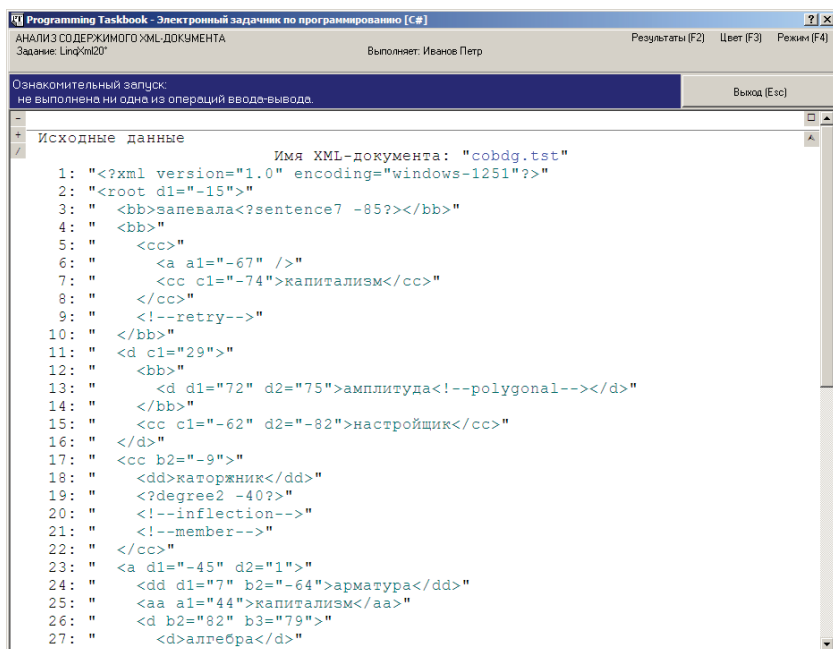 Programming Taskbook - Электронный задачник по программированию [C#]
АНАЛИЗ СОДЕРЖИМОГО XML-ДОКУМЕНТА
Результаты (F2) Цвет (F3) Режим (F4)
Задание: LinqXml20*
Выполняет: Иванов Петр
Ознакомительный запуск:
не выполнена ни одна из операций ввода-вывода.
Выход (Esc)
Исходные данные
Имя XML-документа: "cobdg.tst"
1: "<?xml version="1.0" encoding="windows-1251"?>"
2: "<root d1="-15">"
3: "  <bb>запевала<?sentence7 -85?></bb>"
4: "  <bb>"
5: "    <cc>"
6: "      <a a1="-67" />"
7: "      <cc c1="-74">капитализм</cc>"
8: "    </cc>"
9: "    <!--retry-->"
10: "  </bb>"
11: "  <d c1="29">"
12: "    <bb>"
13: "      <d d1="72" d2="75">амплитуда<!--polygonal--></d>"
14: "    </bb>"
15: "    <cc c1="-62" d2="-82">настройщик</cc>"
16: "  </d>"
17: "  <cc b2="-9">"
18: "    <dd>каторжник</dd>"
19: "    <?degree2 -40?>"
20: "    <!--inflection-->"
21: "    <!--member-->"
22: "  </cc>"
23: "  <a d1="-45" d2="1">"
24: "    <dd d1="7" b2="-64">арматура</dd>"
25: "    <aa a1="44">капитализм</aa>"
26: "    <d b2="82" b3="79">"
27: "      <d>алгебра</d>"